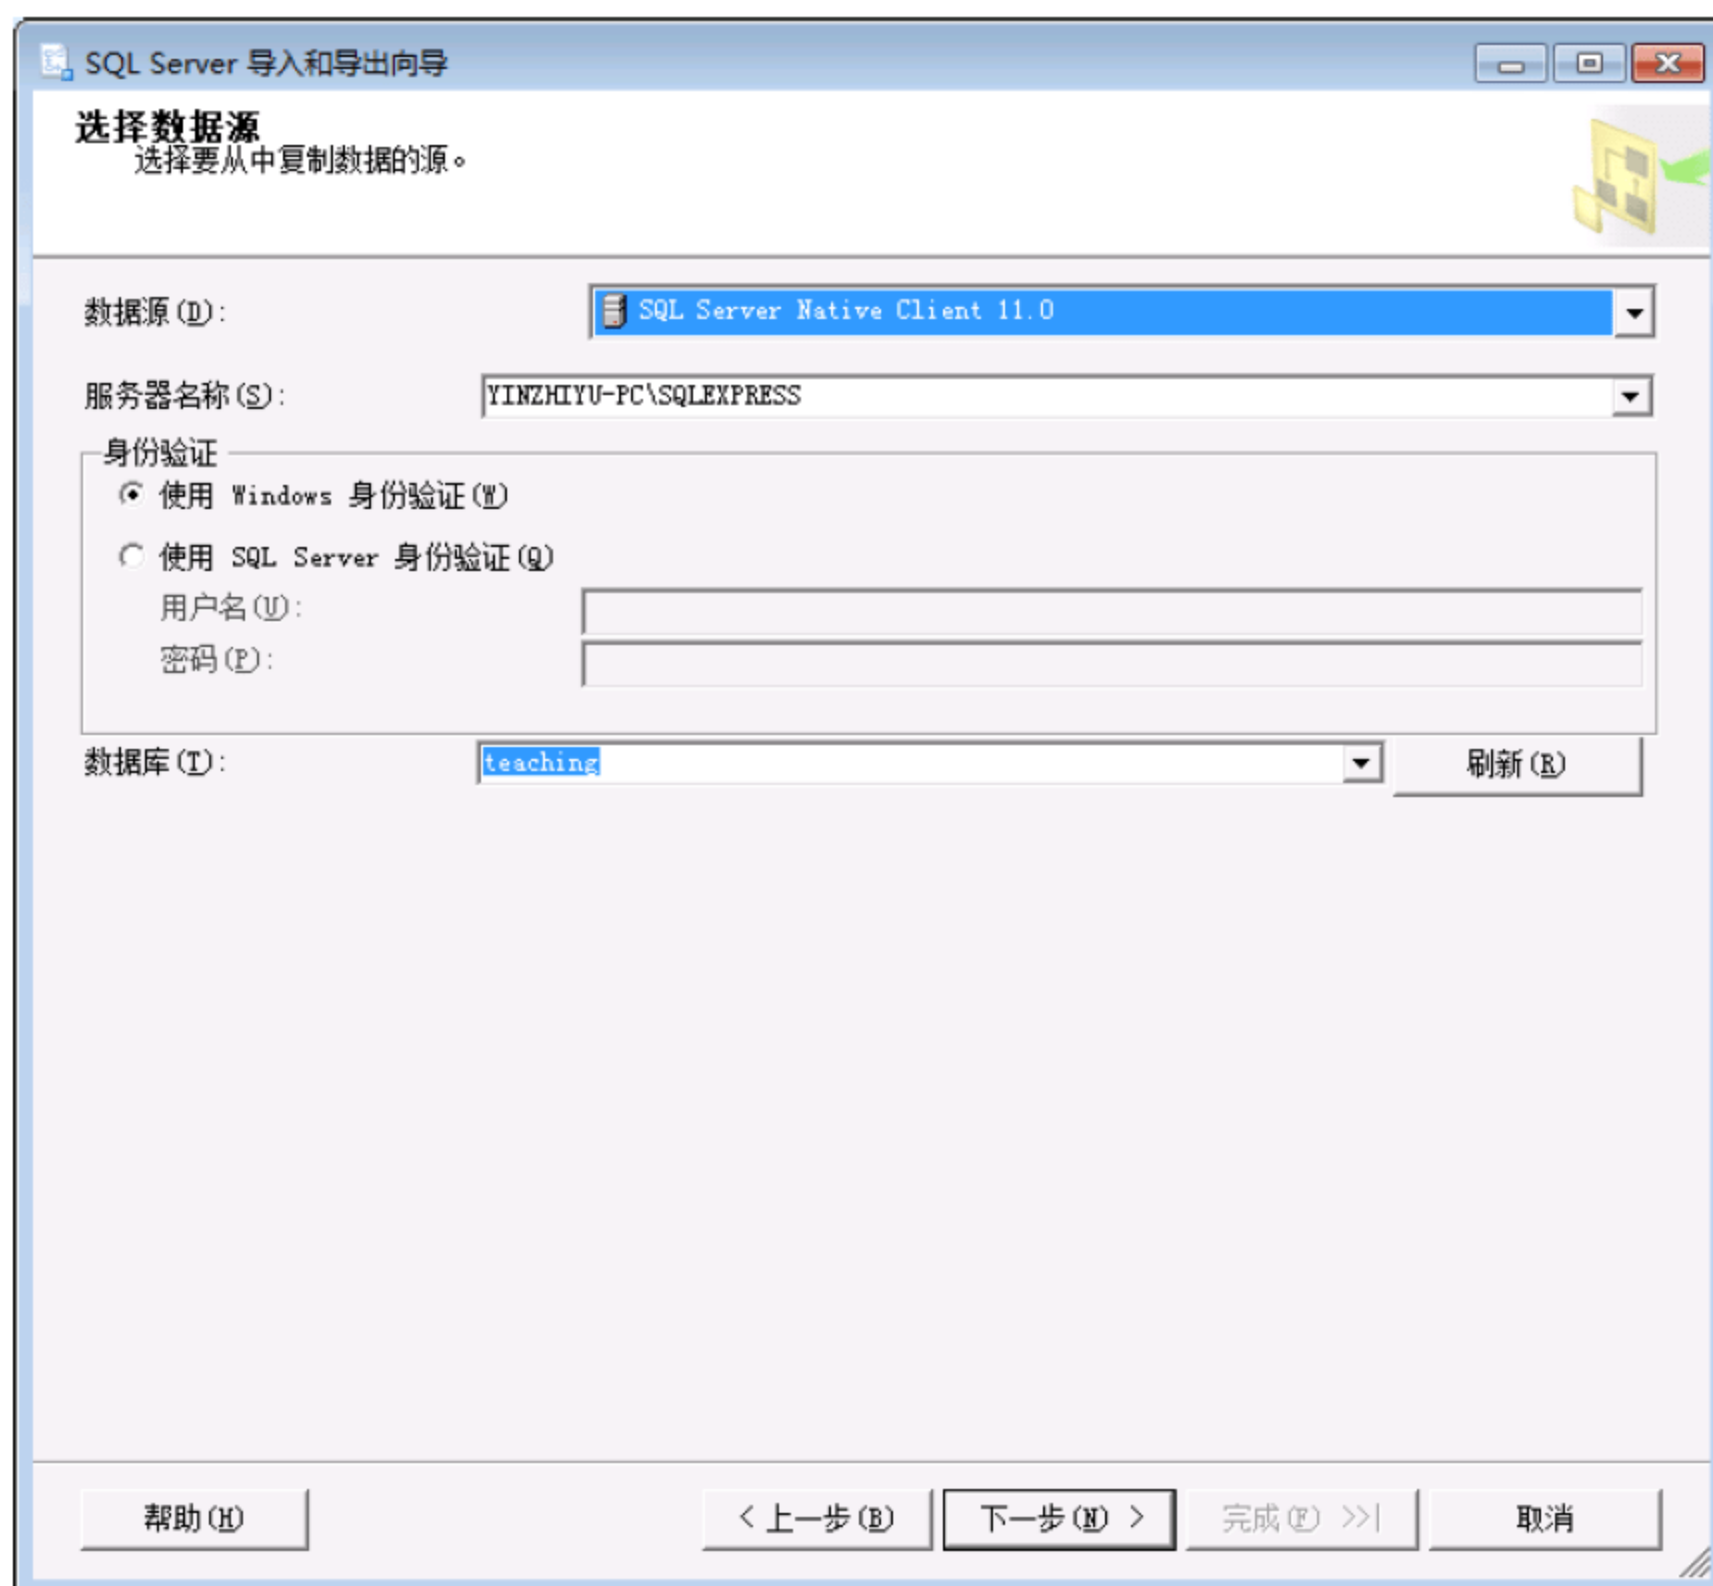 SQL Server 导入和导出向导
选择数据源
选择要从中复制数据的源。
数据源(D): SQL Server Native Client 11.0
服务器名称(S): YINZHIYU-PC\SQLEXPRESS
身份验证
使用 Windows 身份验证(W)
使用 SQL Server 身份验证(Q)
用户名(U):
密码(P):
数据库(T): teaching 刷新(R)
帮助(H) < 上一步(B) 下一步(N) > 完成(F) >>| 取消